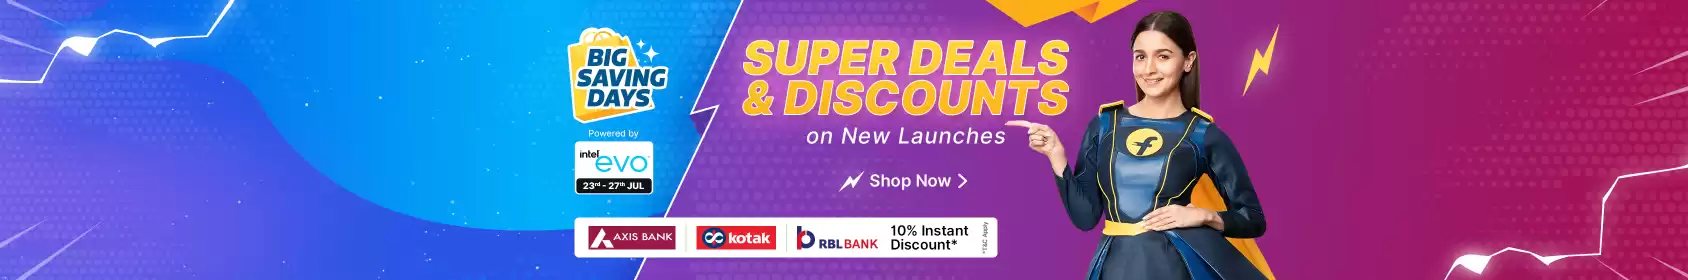 BIG
SAVING
DAYS
Powered by
intel
evo
23rd - 27th JUL
SUPER DEALS
& DISCOUNTS
on New Launches
Shop Now >
AXIS BANK
kotak
RBL BANK
10% Instant
Discount*
*T&C Apply
f